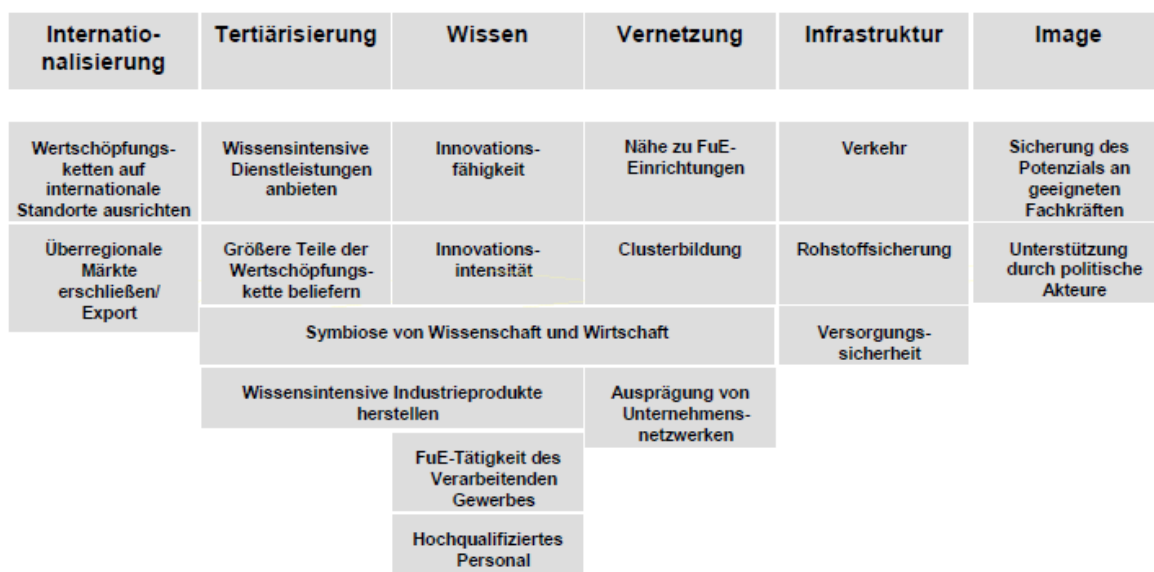 Internatio-
nalisierung
Tertiärisierung
Wissen
Vernetzung
Infrastruktur
Image
Wertschöpfungs-
ketten auf
internationale
Standorte ausrichten
Wissensintensive
Dienstleistungen
anbieten
Innovations-
fähigkeit
Nähe zu FuE-
Einrichtungen
Verkehr
Sicherung des
Potenzials an
geeigneten
Fachkräften
Überregionale
Märkte
erschließen/
Export
Größere Teile der
Wertschöpfungs-
kette beliefern
Innovations-
intensität
Clusterbildung
Rohstoffsicherung
Unterstützung
durch politische
Akteure
Symbiose von Wissenschaft und Wirtschaft
Versorgungs-
sicherheit
Wissensintensive Industrieprodukte
herstellen
Ausprägung von
Unternehmens-
netzwerken
FuE-Tätigkeit des
Verarbeitenden
Gewerbes
Hochqualifiziertes
Personal